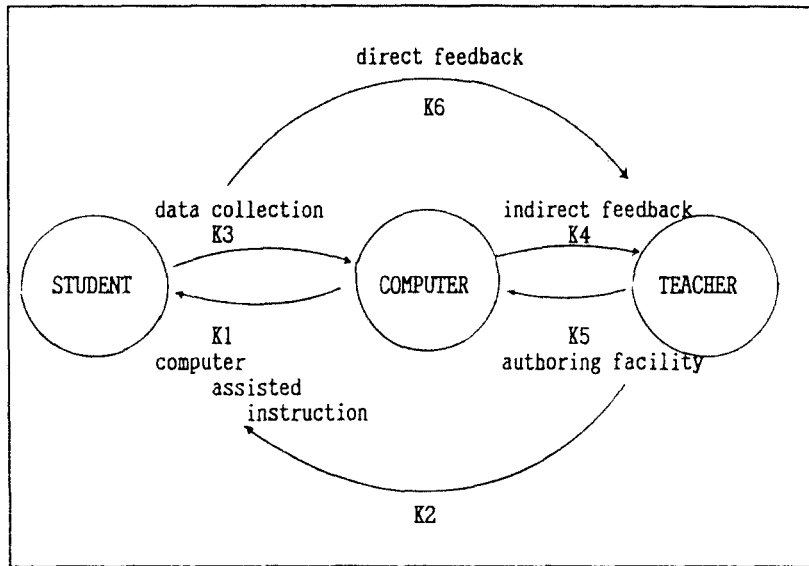 direct feedback
K6
data collection
K3
indirect feedback
K4
STUDENT
COMPUTER
TEACHER
K1
computer
assisted
instruction
K5
authoring facility
K2